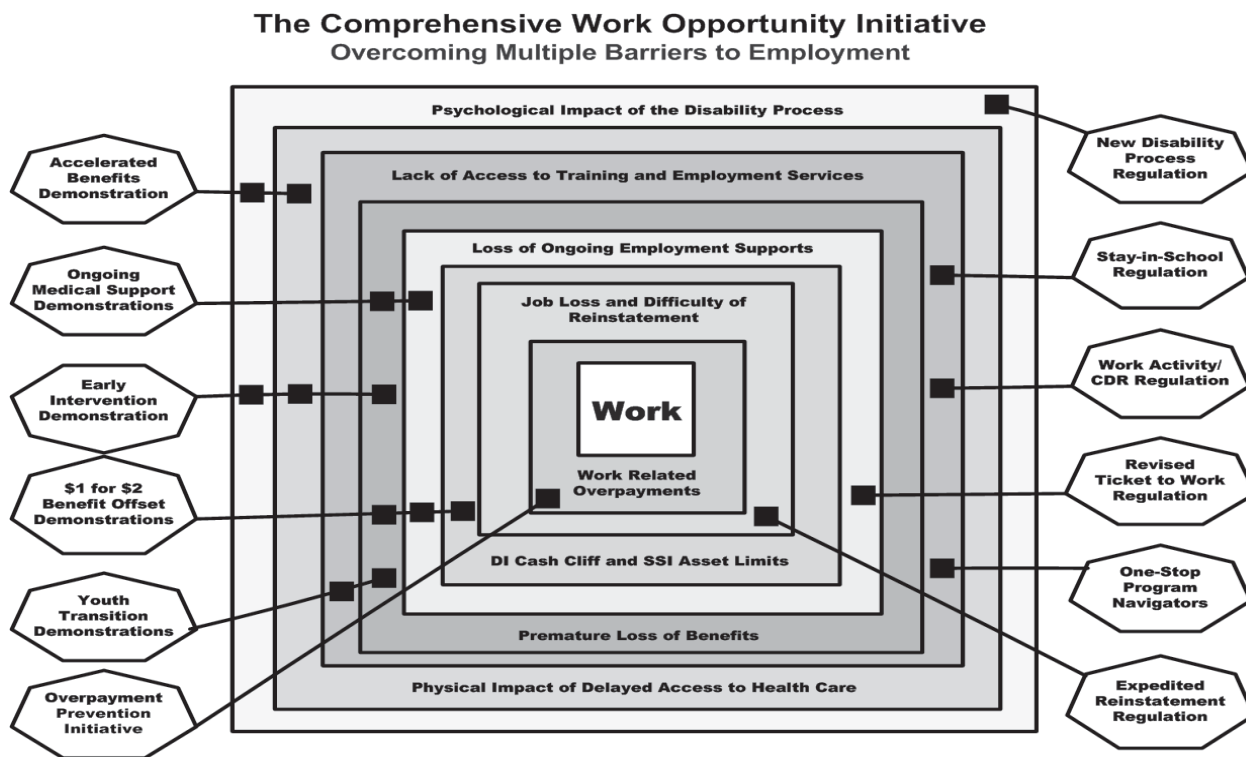 The Comprehensive Work Opportunity Initiative
Overcoming Multiple Barriers to Employment
Psychological Impact of the Disability Process
Lack of Access to Training and Employment Services
Loss of Ongoing Employment Supports
Job Loss and Difficulty of
Reinstatement
Work
Work Related
Overpayments
DI Cash Cliff and SSI Asset Limits
Premature Loss of Benefits
Physical Impact of Delayed Access to Health Care
Accelerated
Benefits
Demonstration
Ongoing
Medical Support
Demonstrations
Early
Intervention
Demonstration
$1 for $2
Benefit Offset
Demonstrations
Youth
Transition
Demonstrations
Overpayment
Prevention
Initiative
New Disability
Process
Regulation
Stay-in-School
Regulation
Work Activity/
CDR Regulation
Revised
Ticket to Work
Regulation
One-Stop
Program
Navigators
Expedited
Reinstatement
Regulation